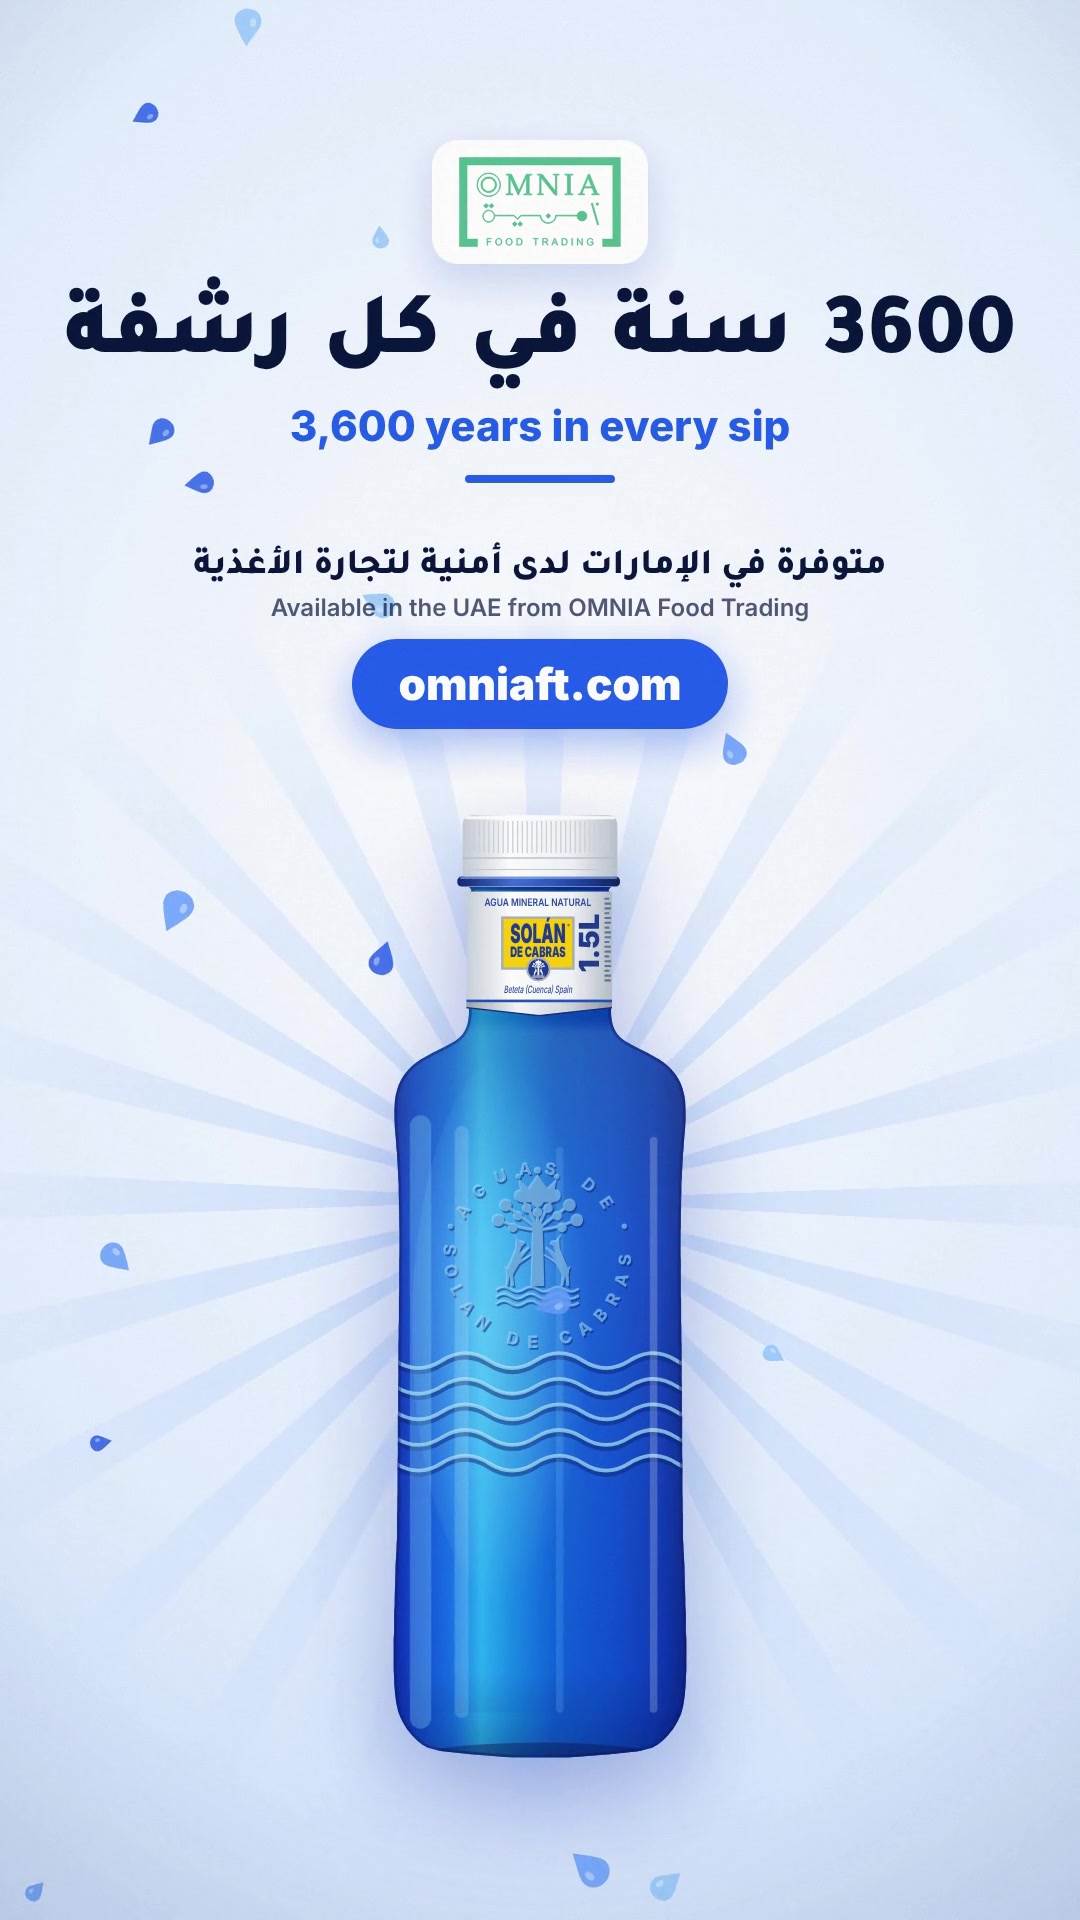 OMNIA
أمنية
FOOD TRADING
3600 سنة في كل رشفة
3,600 years in every sip
متوفرة في الإمارات لدى أمنية لتجارة الأغذية
Available in the UAE from OMNIA Food Trading
omniaft.com
AGUA MINERAL NATURAL
SOLÁN
DE CABRAS
1.5L
Beteta (Cuenca) Spain
AGUAS DE
SOLAN DE CABRAS